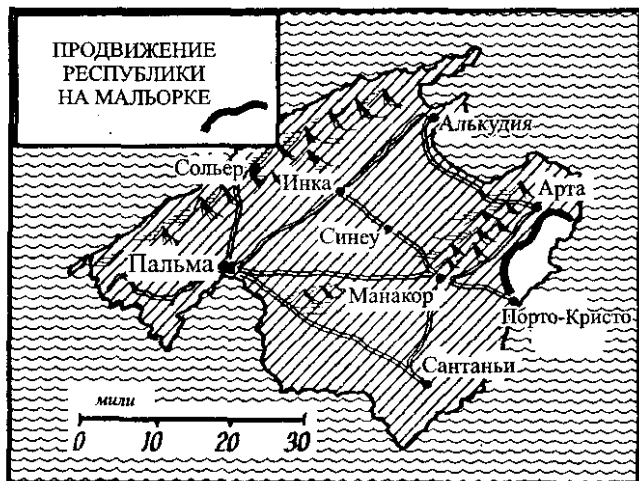 ПРОДВИЖЕНИЕ
РЕСПУБЛИКИ
НА МАЛЬОРКЕ
Алькудия
Сольер
Инка
Арта
Синеу
Пальма
Манакор
Порто-Кристо
Сантаньи
мили
0 10 20 30